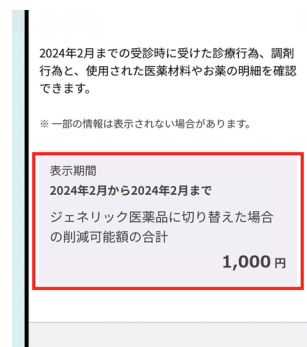 2024年2月までの受診時に受けた診療行為、調剤
行為と、使用された医薬材料やお薬の明細を確認
できます。
※ 一部の情報は表示されない場合があります。
表示期間
2024年2月から2024年2月まで
ジェネリック医薬品に切り替えた場合
の削減可能額の合計
1,000 円